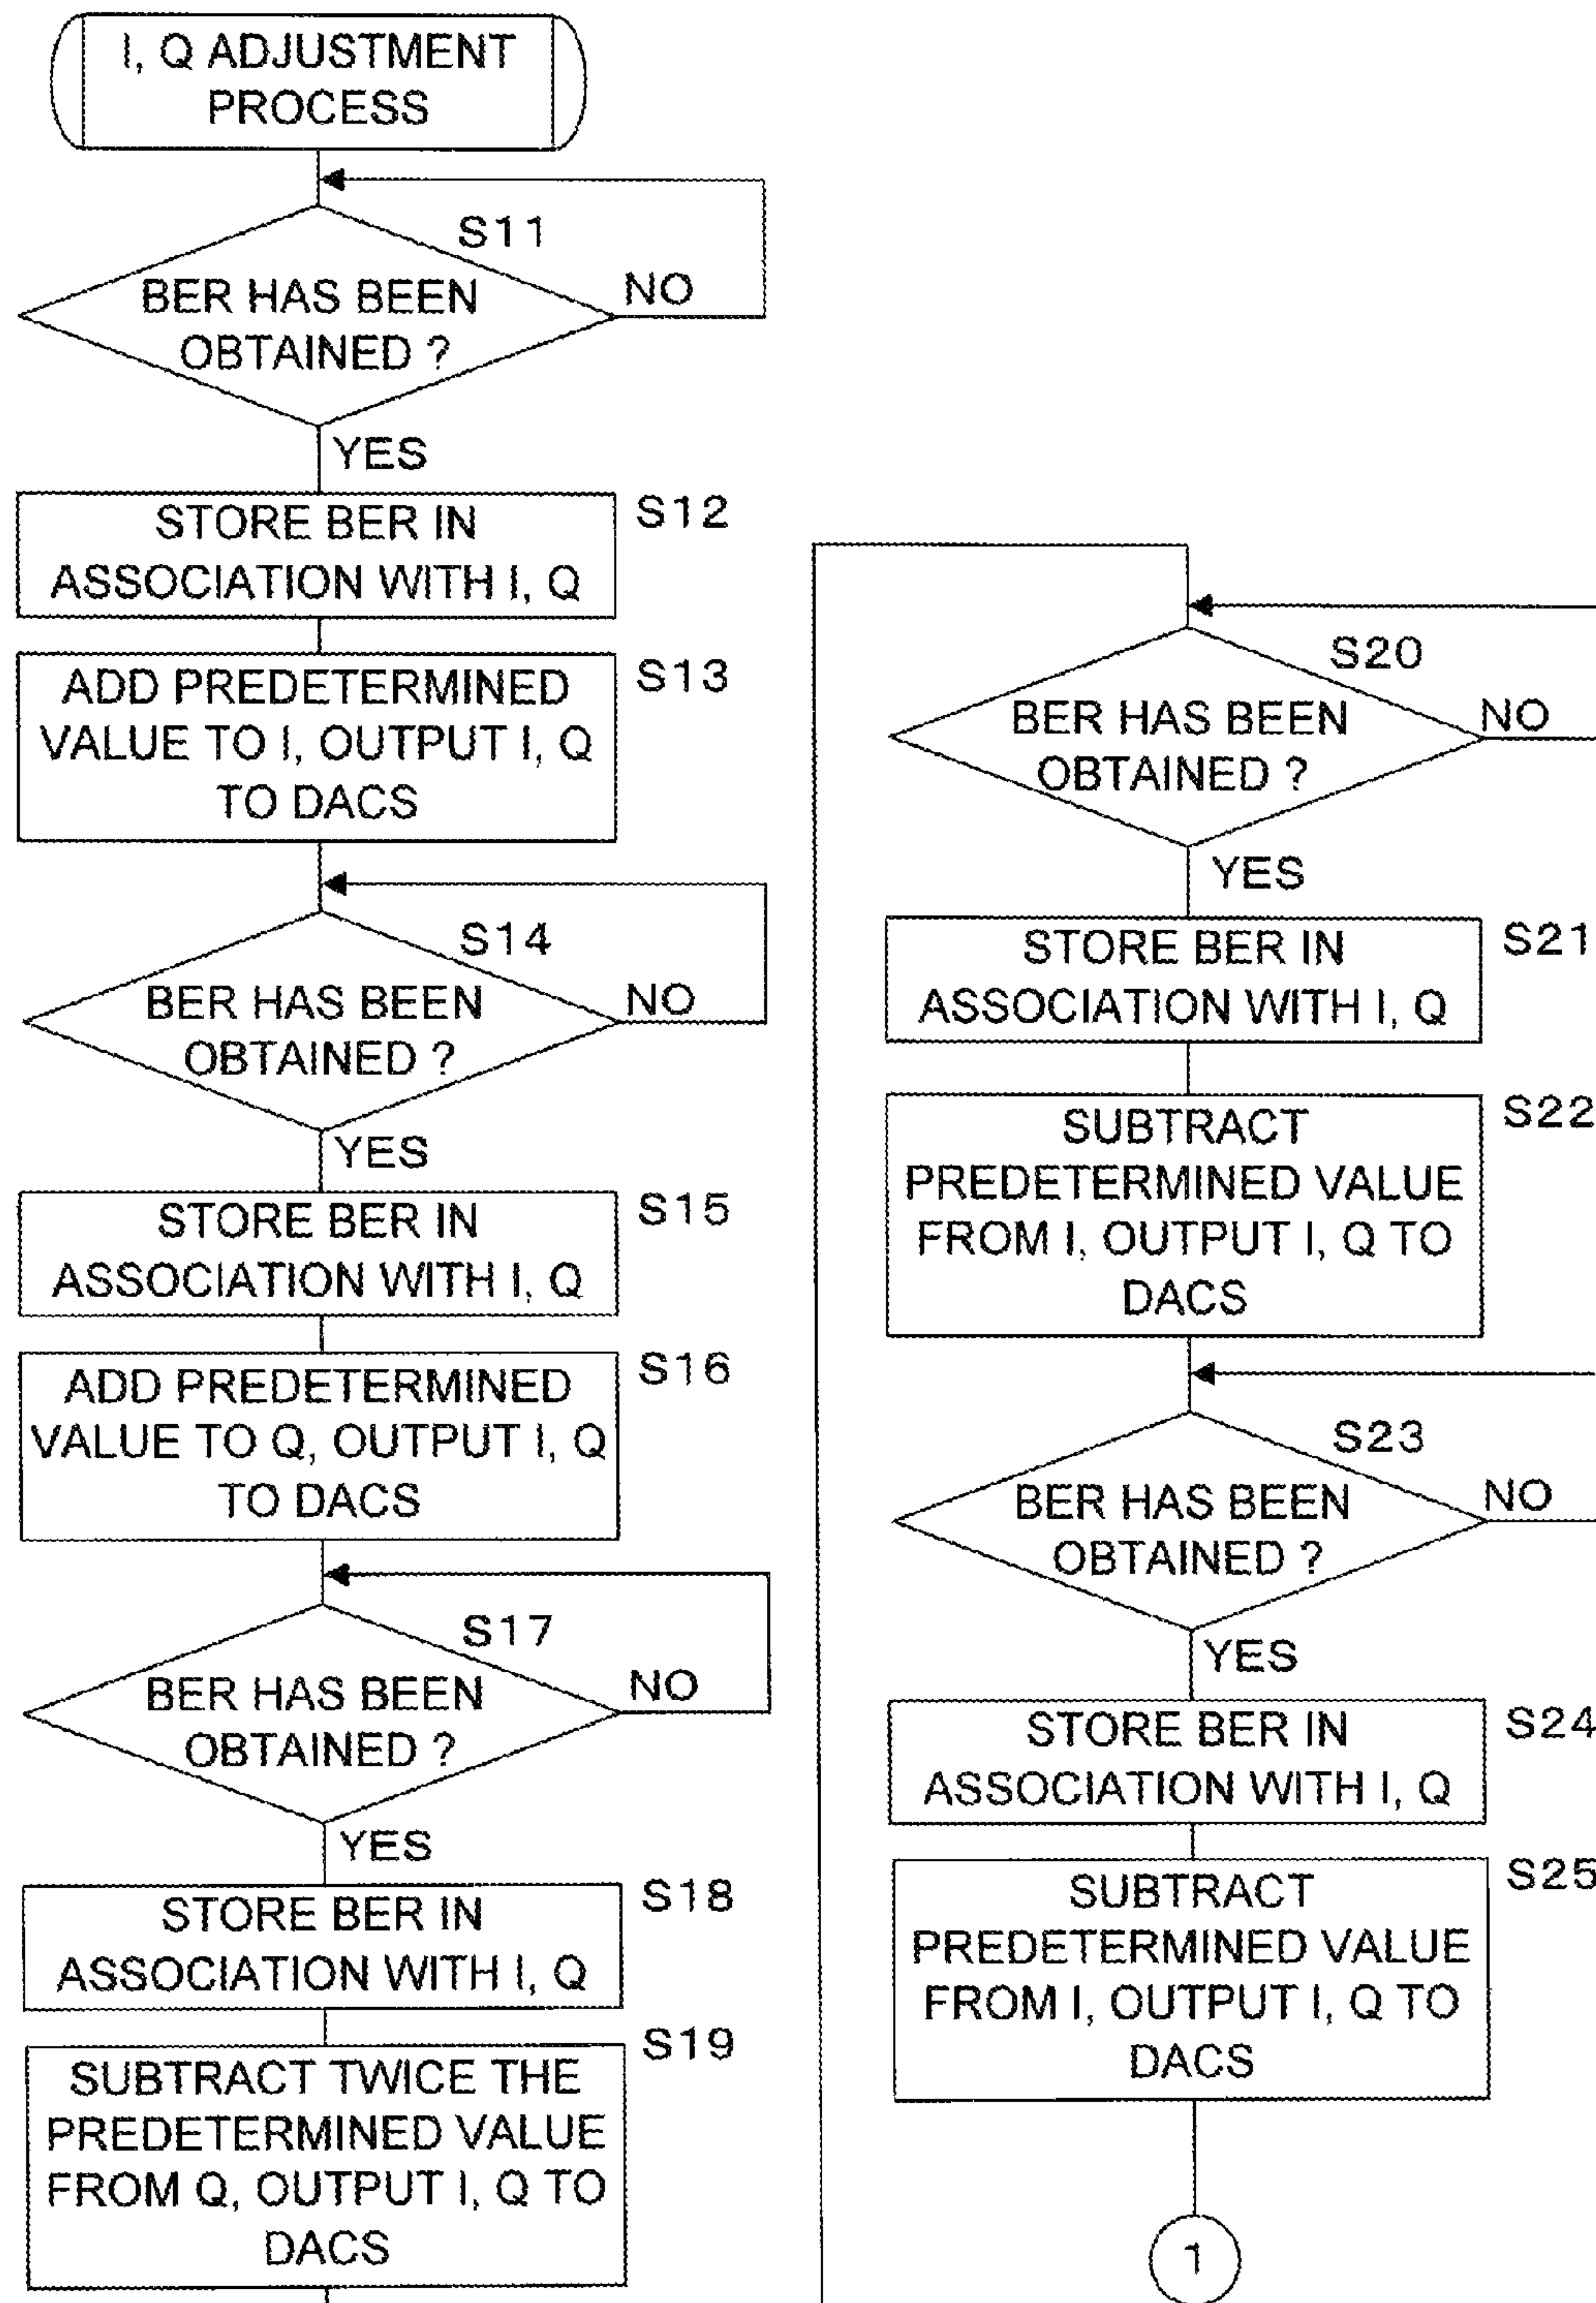 I, Q ADJUSTMENT
PROCESS
S11
BER HAS BEEN
OBTAINED ?
NO
YES
STORE BER IN
ASSOCIATION WITH I, Q
S12
ADD PREDETERMINED
VALUE TO I, OUTPUT I, Q
TO DACS
S13
S14
BER HAS BEEN
OBTAINED ?
NO
YES
STORE BER IN
ASSOCIATION WITH I, Q
S15
ADD PREDETERMINED
VALUE TO Q, OUTPUT I, Q
TO DACS
S16
S17
BER HAS BEEN
OBTAINED ?
NO
YES
STORE BER IN
ASSOCIATION WITH I, Q
S18
SUBTRACT TWICE THE
PREDETERMINED VALUE
FROM Q, OUTPUT I, Q TO
DACS
S19
S20
BER HAS BEEN
OBTAINED ?
NO
YES
STORE BER IN
ASSOCIATION WITH I, Q
S21
SUBTRACT
PREDETERMINED VALUE
FROM I, OUTPUT I, Q TO
DACS
S22
S23
BER HAS BEEN
OBTAINED ?
NO
YES
STORE BER IN
ASSOCIATION WITH I, Q
S24
SUBTRACT
PREDETERMINED VALUE
FROM I, OUTPUT I, Q TO
DACS
S25
1